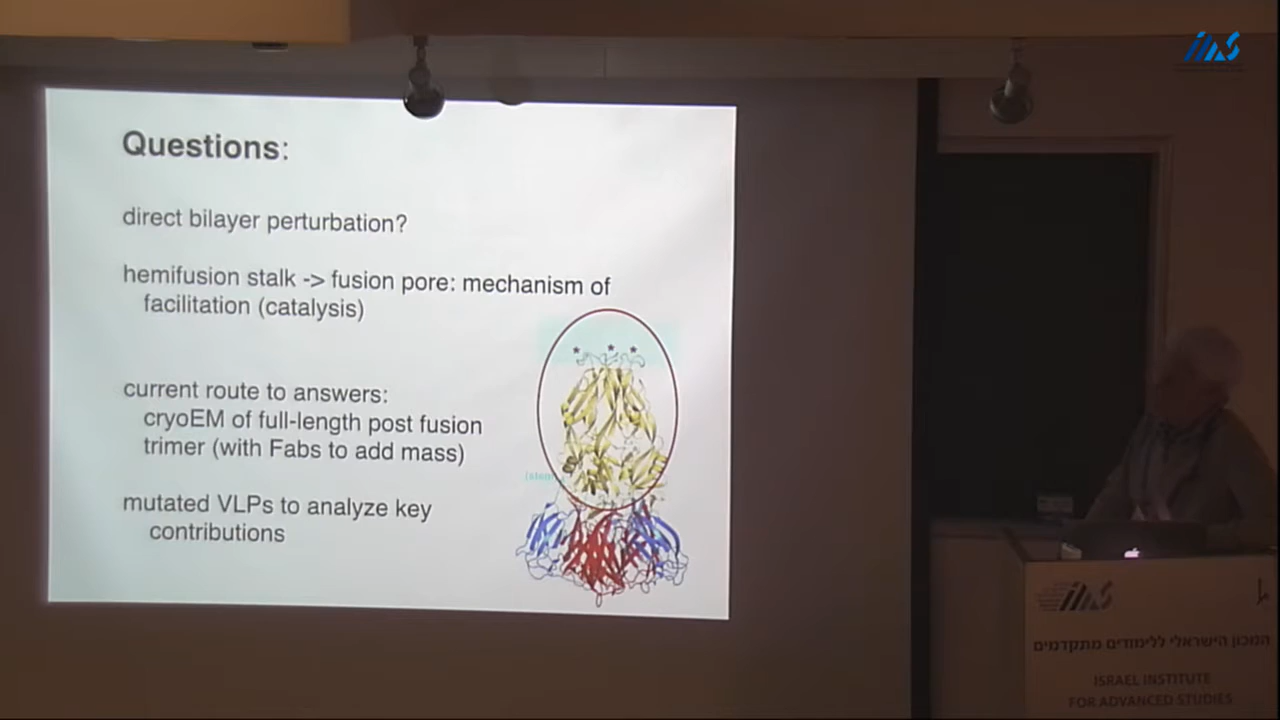 IIAS
Questions:
direct bilayer perturbation?
hemifusion stalk -> fusion pore: mechanism of
facilitation (catalysis)
current route to answers:
cryoEM of full-length post fusion
trimer (with Fabs to add mass)
(stem
mutated VLPs to analyze key
contributions
IIAS
המכון הישראלי ללימודים מתקדמים
ISRAEL INSTITUTE
FOR ADVANCED STUDIES